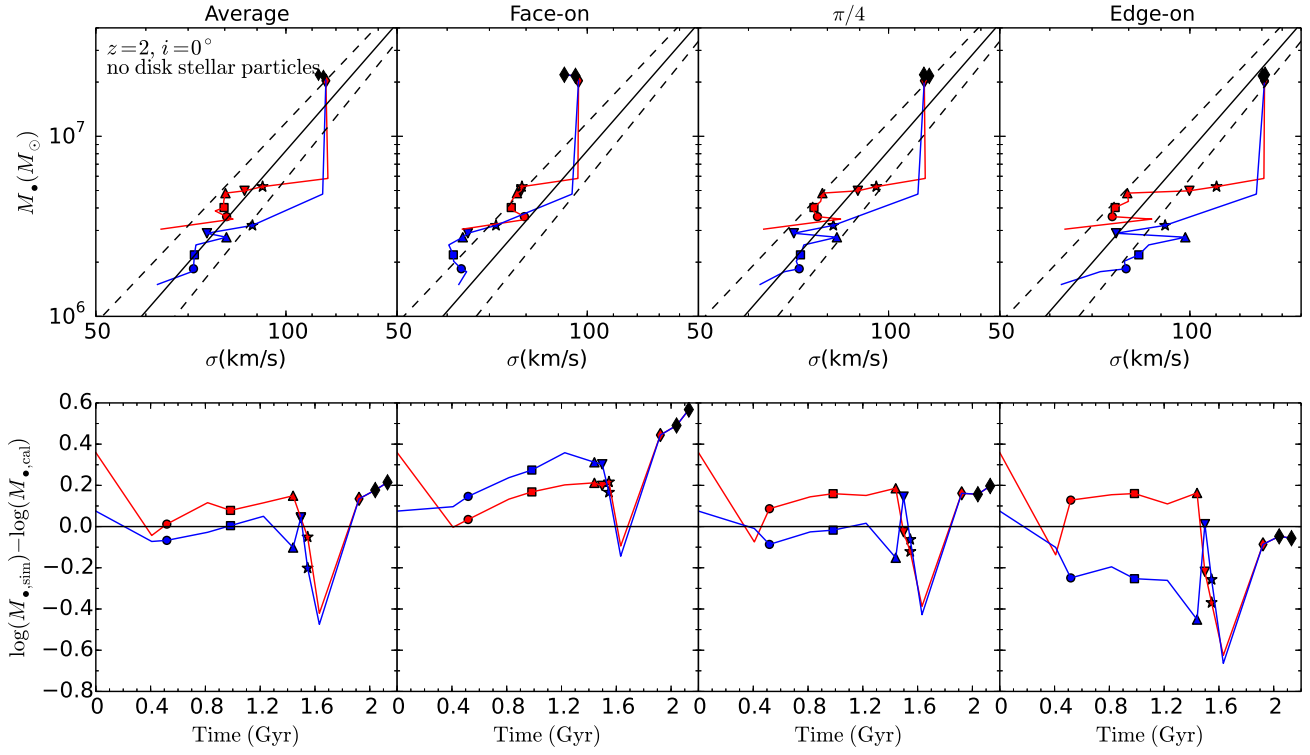 Average Face-on π/4 Edge-on
z=2, i=0°
no disk stellar particles
M•(M⊙)
10^7
10^6
50 100 50 100 50 100 50 100 50
σ(km/s) σ(km/s) σ(km/s) σ(km/s)
log(M•,sim)−log(M•,cal)
0.6
0.4
0.2
0.0
−0.2
−0.4
−0.6
−0.8
0 0.4 0.8 1.2 1.6 2 0 0.4 0.8 1.2 1.6 2 0 0.4 0.8 1.2 1.6 2 0 0.4 0.8 1.2 1.6 2
Time (Gyr) Time (Gyr) Time (Gyr) Time (Gyr)